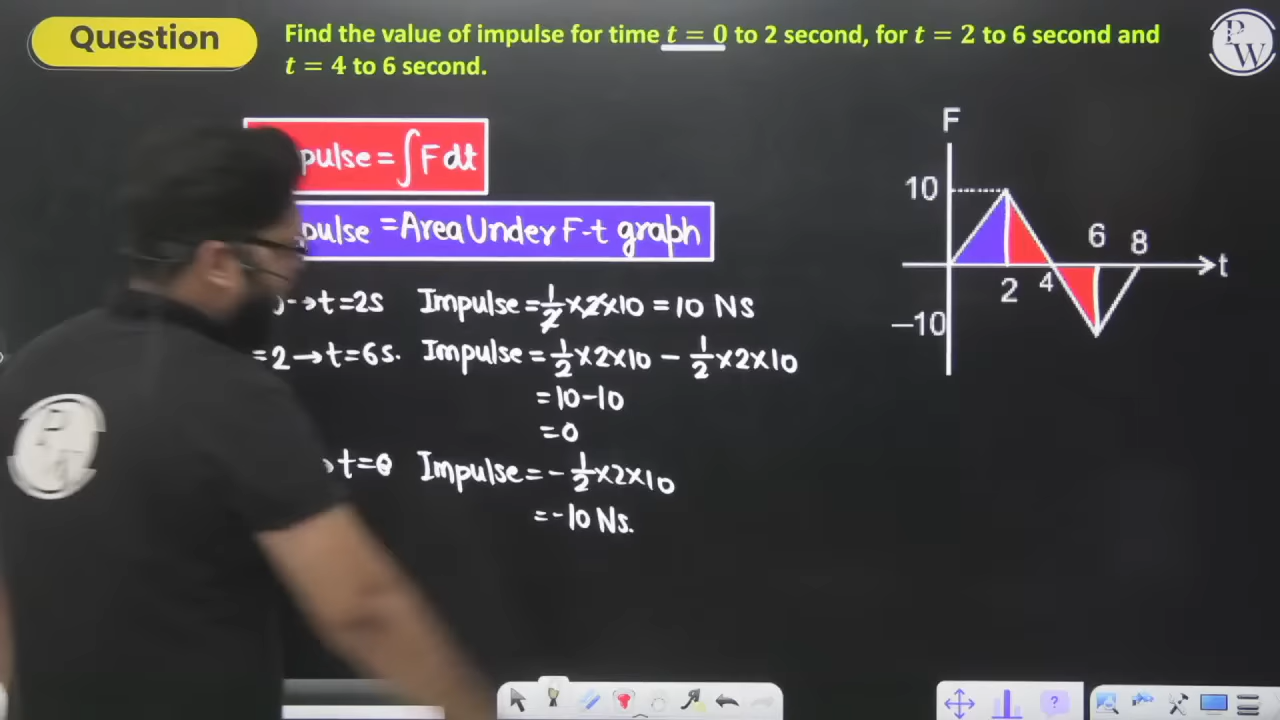 Question
Find the value of impulse for time t = 0 to 2 second, for t = 2 to 6 second and
t = 4 to 6 second.
PW
pulse = ∫F dt
pulse = Area Under F-t graph
→t=2s Impulse = 1/2 × 2 × 10 = 10 NS
=2→t=6s. Impulse = 1/2 × 2 × 10 − 1/2 × 2 × 10
= 10 − 10
= 0
t= Impulse = − 1/2 × 2 × 10
= −10 Ns.
F
10
6 8
t
2 4
−10
PW
?